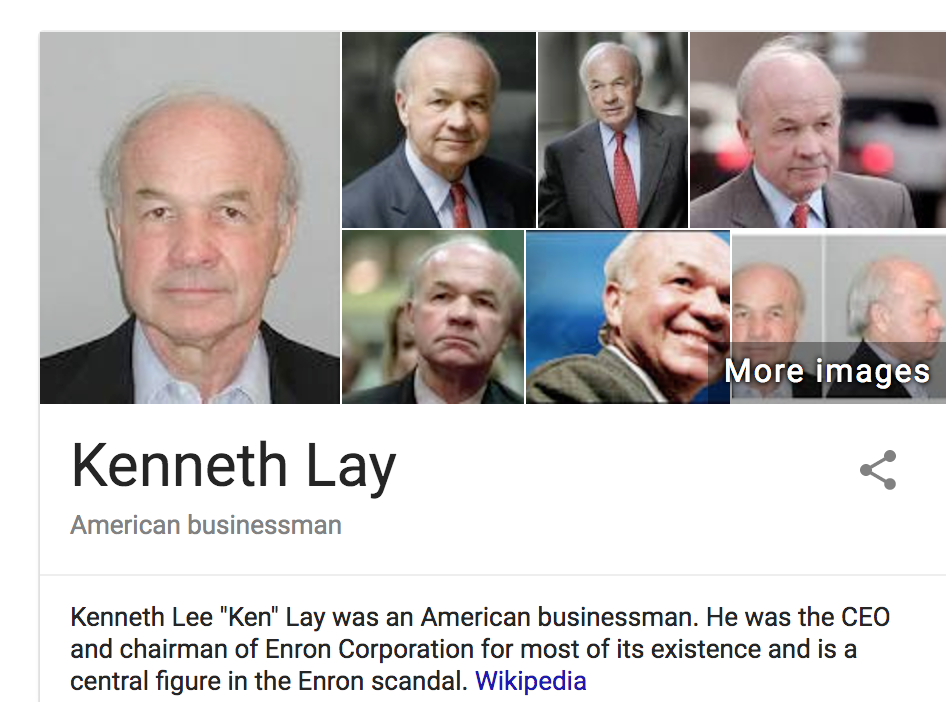 More images
Kenneth Lay
American businessman
Kenneth Lee "Ken" Lay was an American businessman. He was the CEO
and chairman of Enron Corporation for most of its existence and is a
central figure in the Enron scandal. Wikipedia